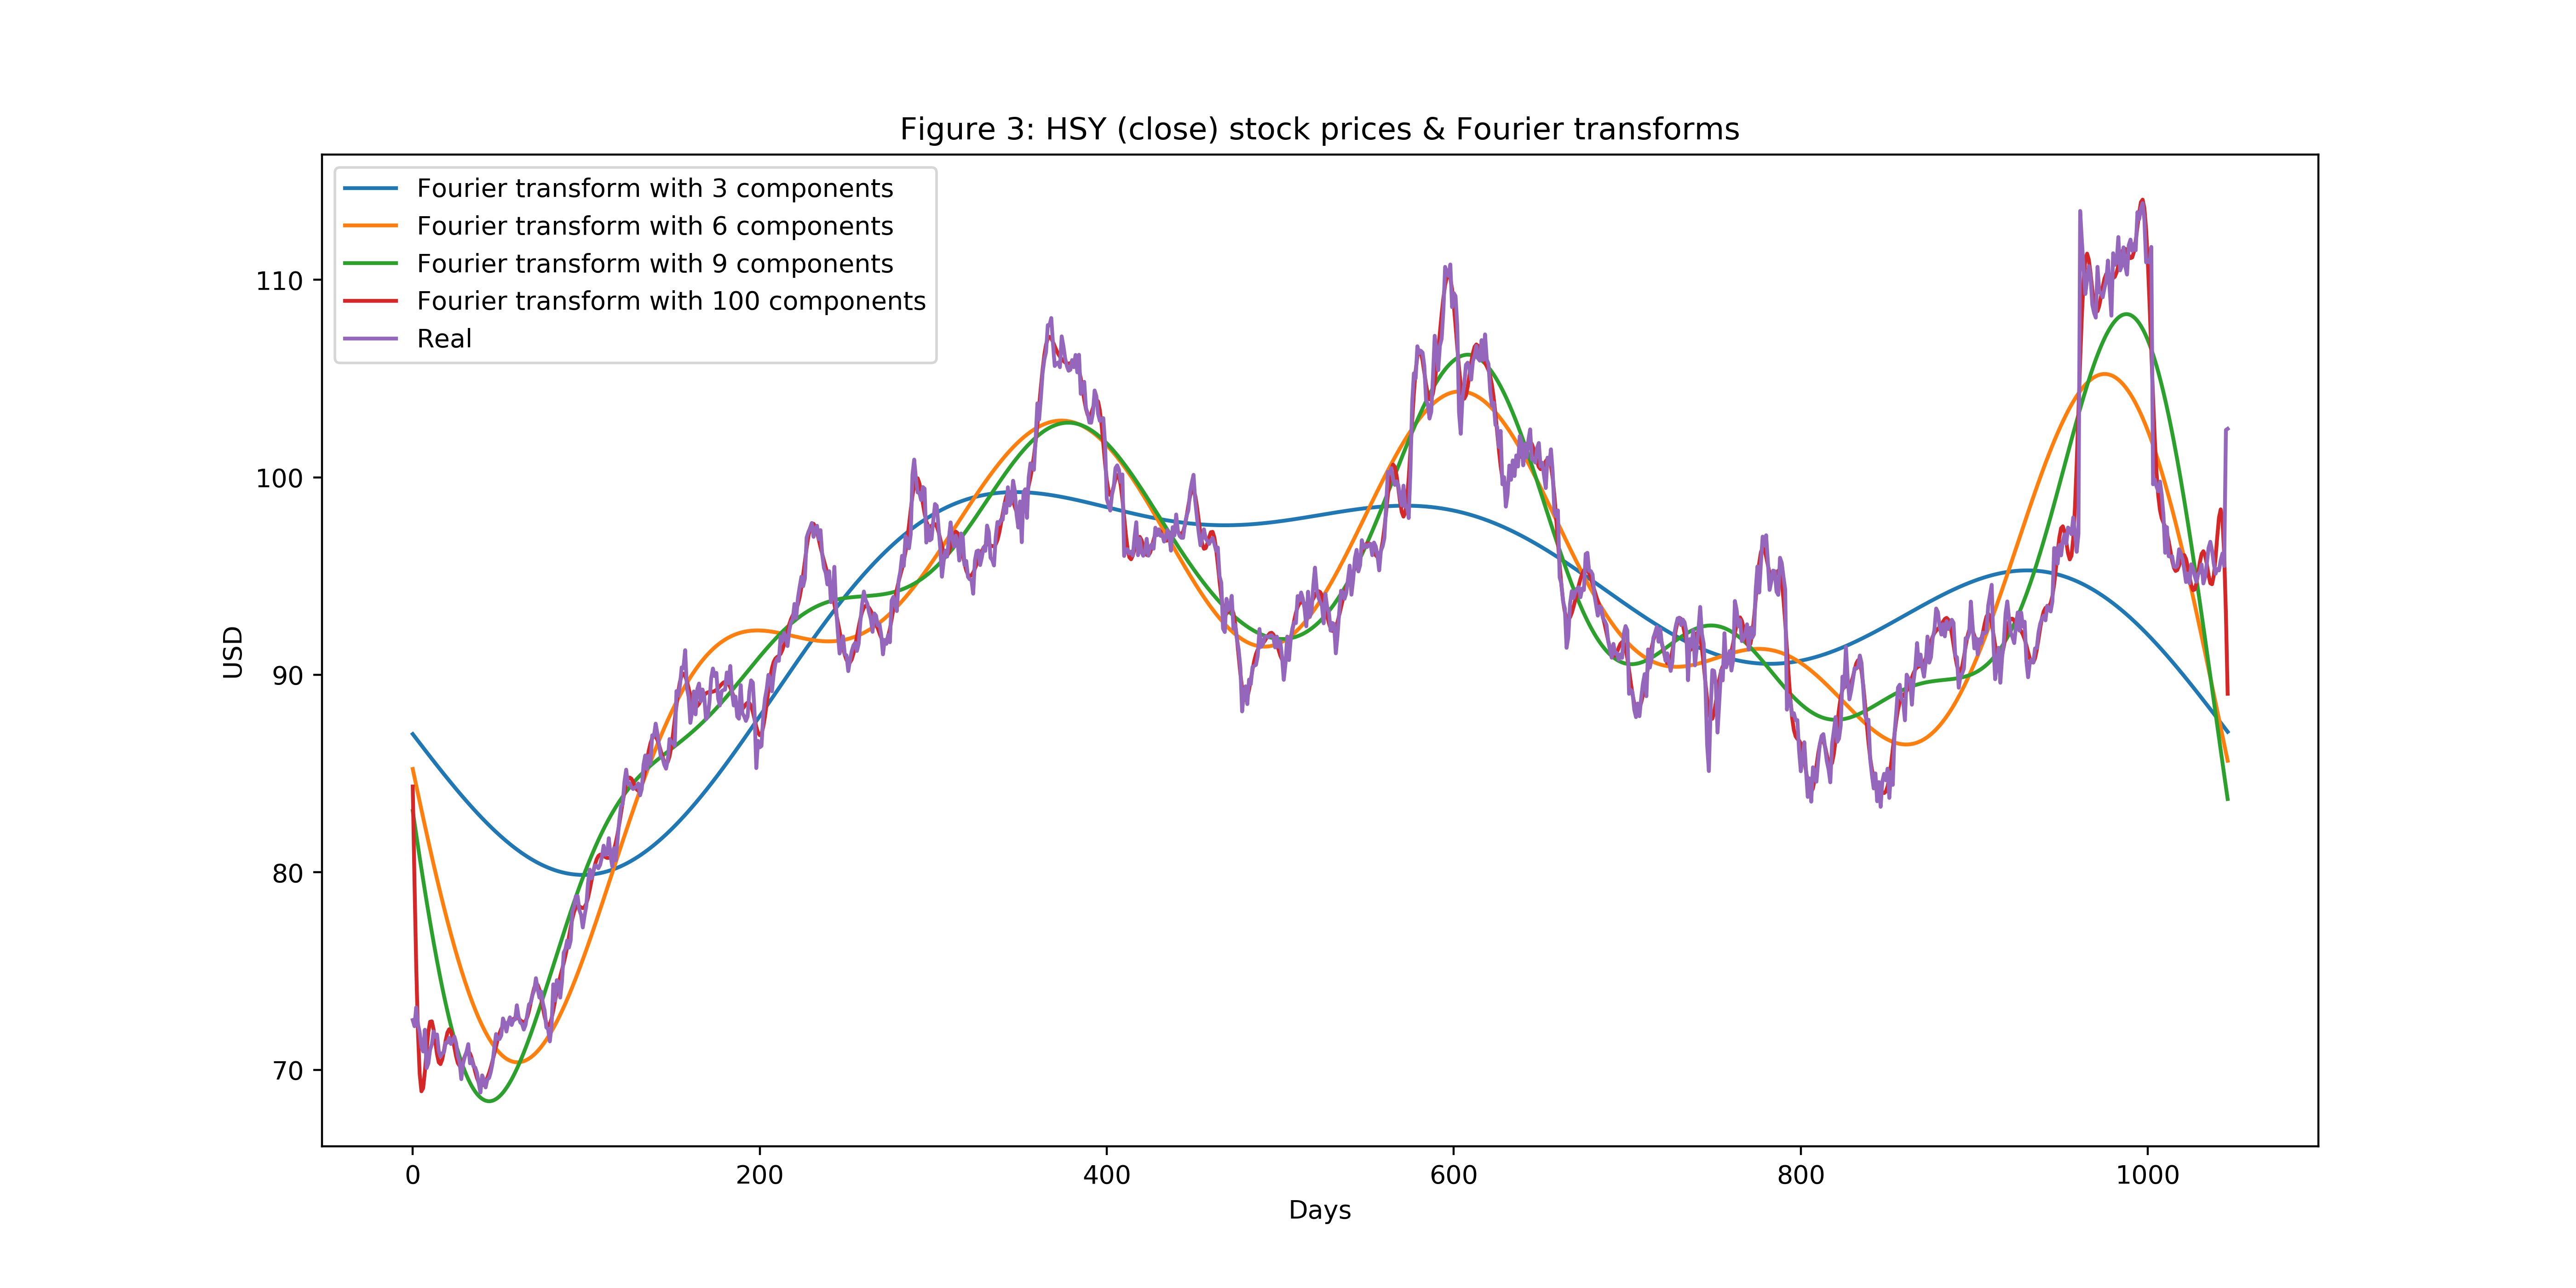 Figure 3: HSY (close) stock prices & Fourier transforms
Fourier transform with 3 components
Fourier transform with 6 components
Fourier transform with 9 components
Fourier transform with 100 components
Real
110
100
90
80
70
USD
0 200 400 600 800 1000
Days